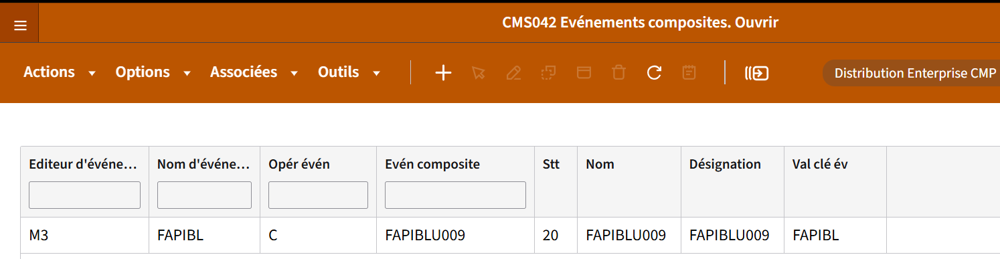 CMS042 Evénements composites. Ouvrir
Actions Options Associées Outils Distribution Enterprise CMP
Editeur d'événe... Nom d'événe... Opér évén Evén composite Stt Nom Désignation Val clé év
M3 FAPIBL C FAPIBLU009 20 FAPIBLU009 FAPIBLU009 FAPIBL